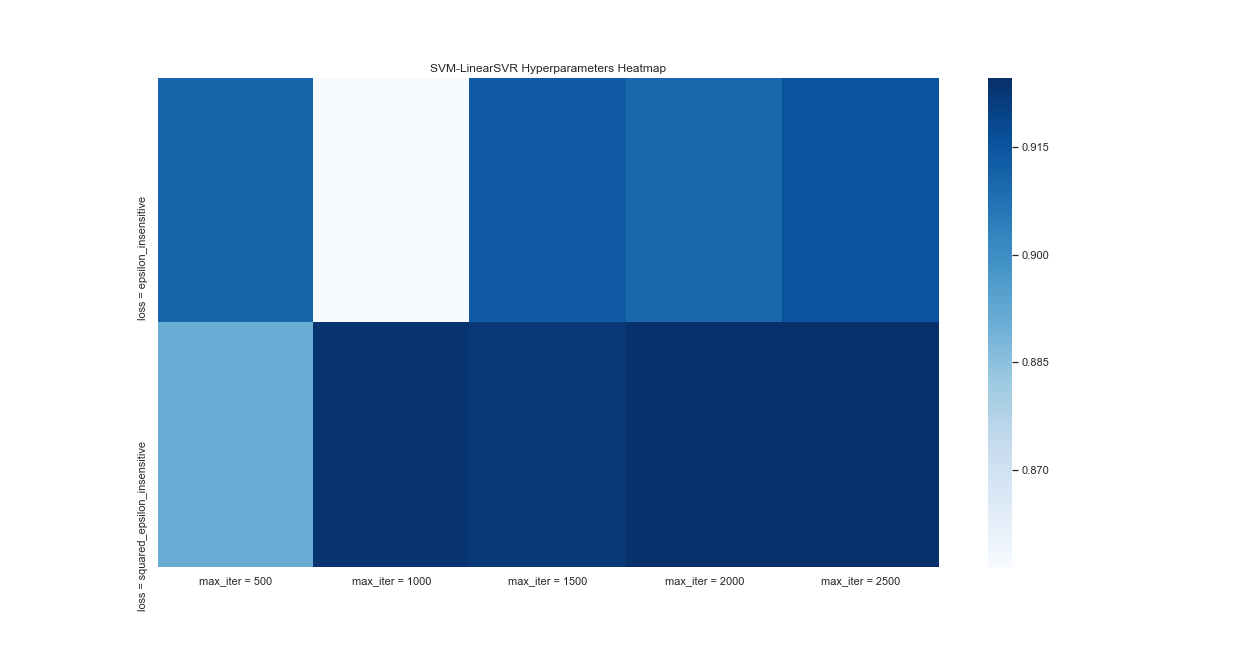 SVM-LinearSVR Hyperparameters Heatmap
loss = epsilon_insensitive
loss = squared_epsilon_insensitive
max_iter = 500
max_iter = 1000
max_iter = 1500
max_iter = 2000
max_iter = 2500
0.915
0.900
0.885
0.870